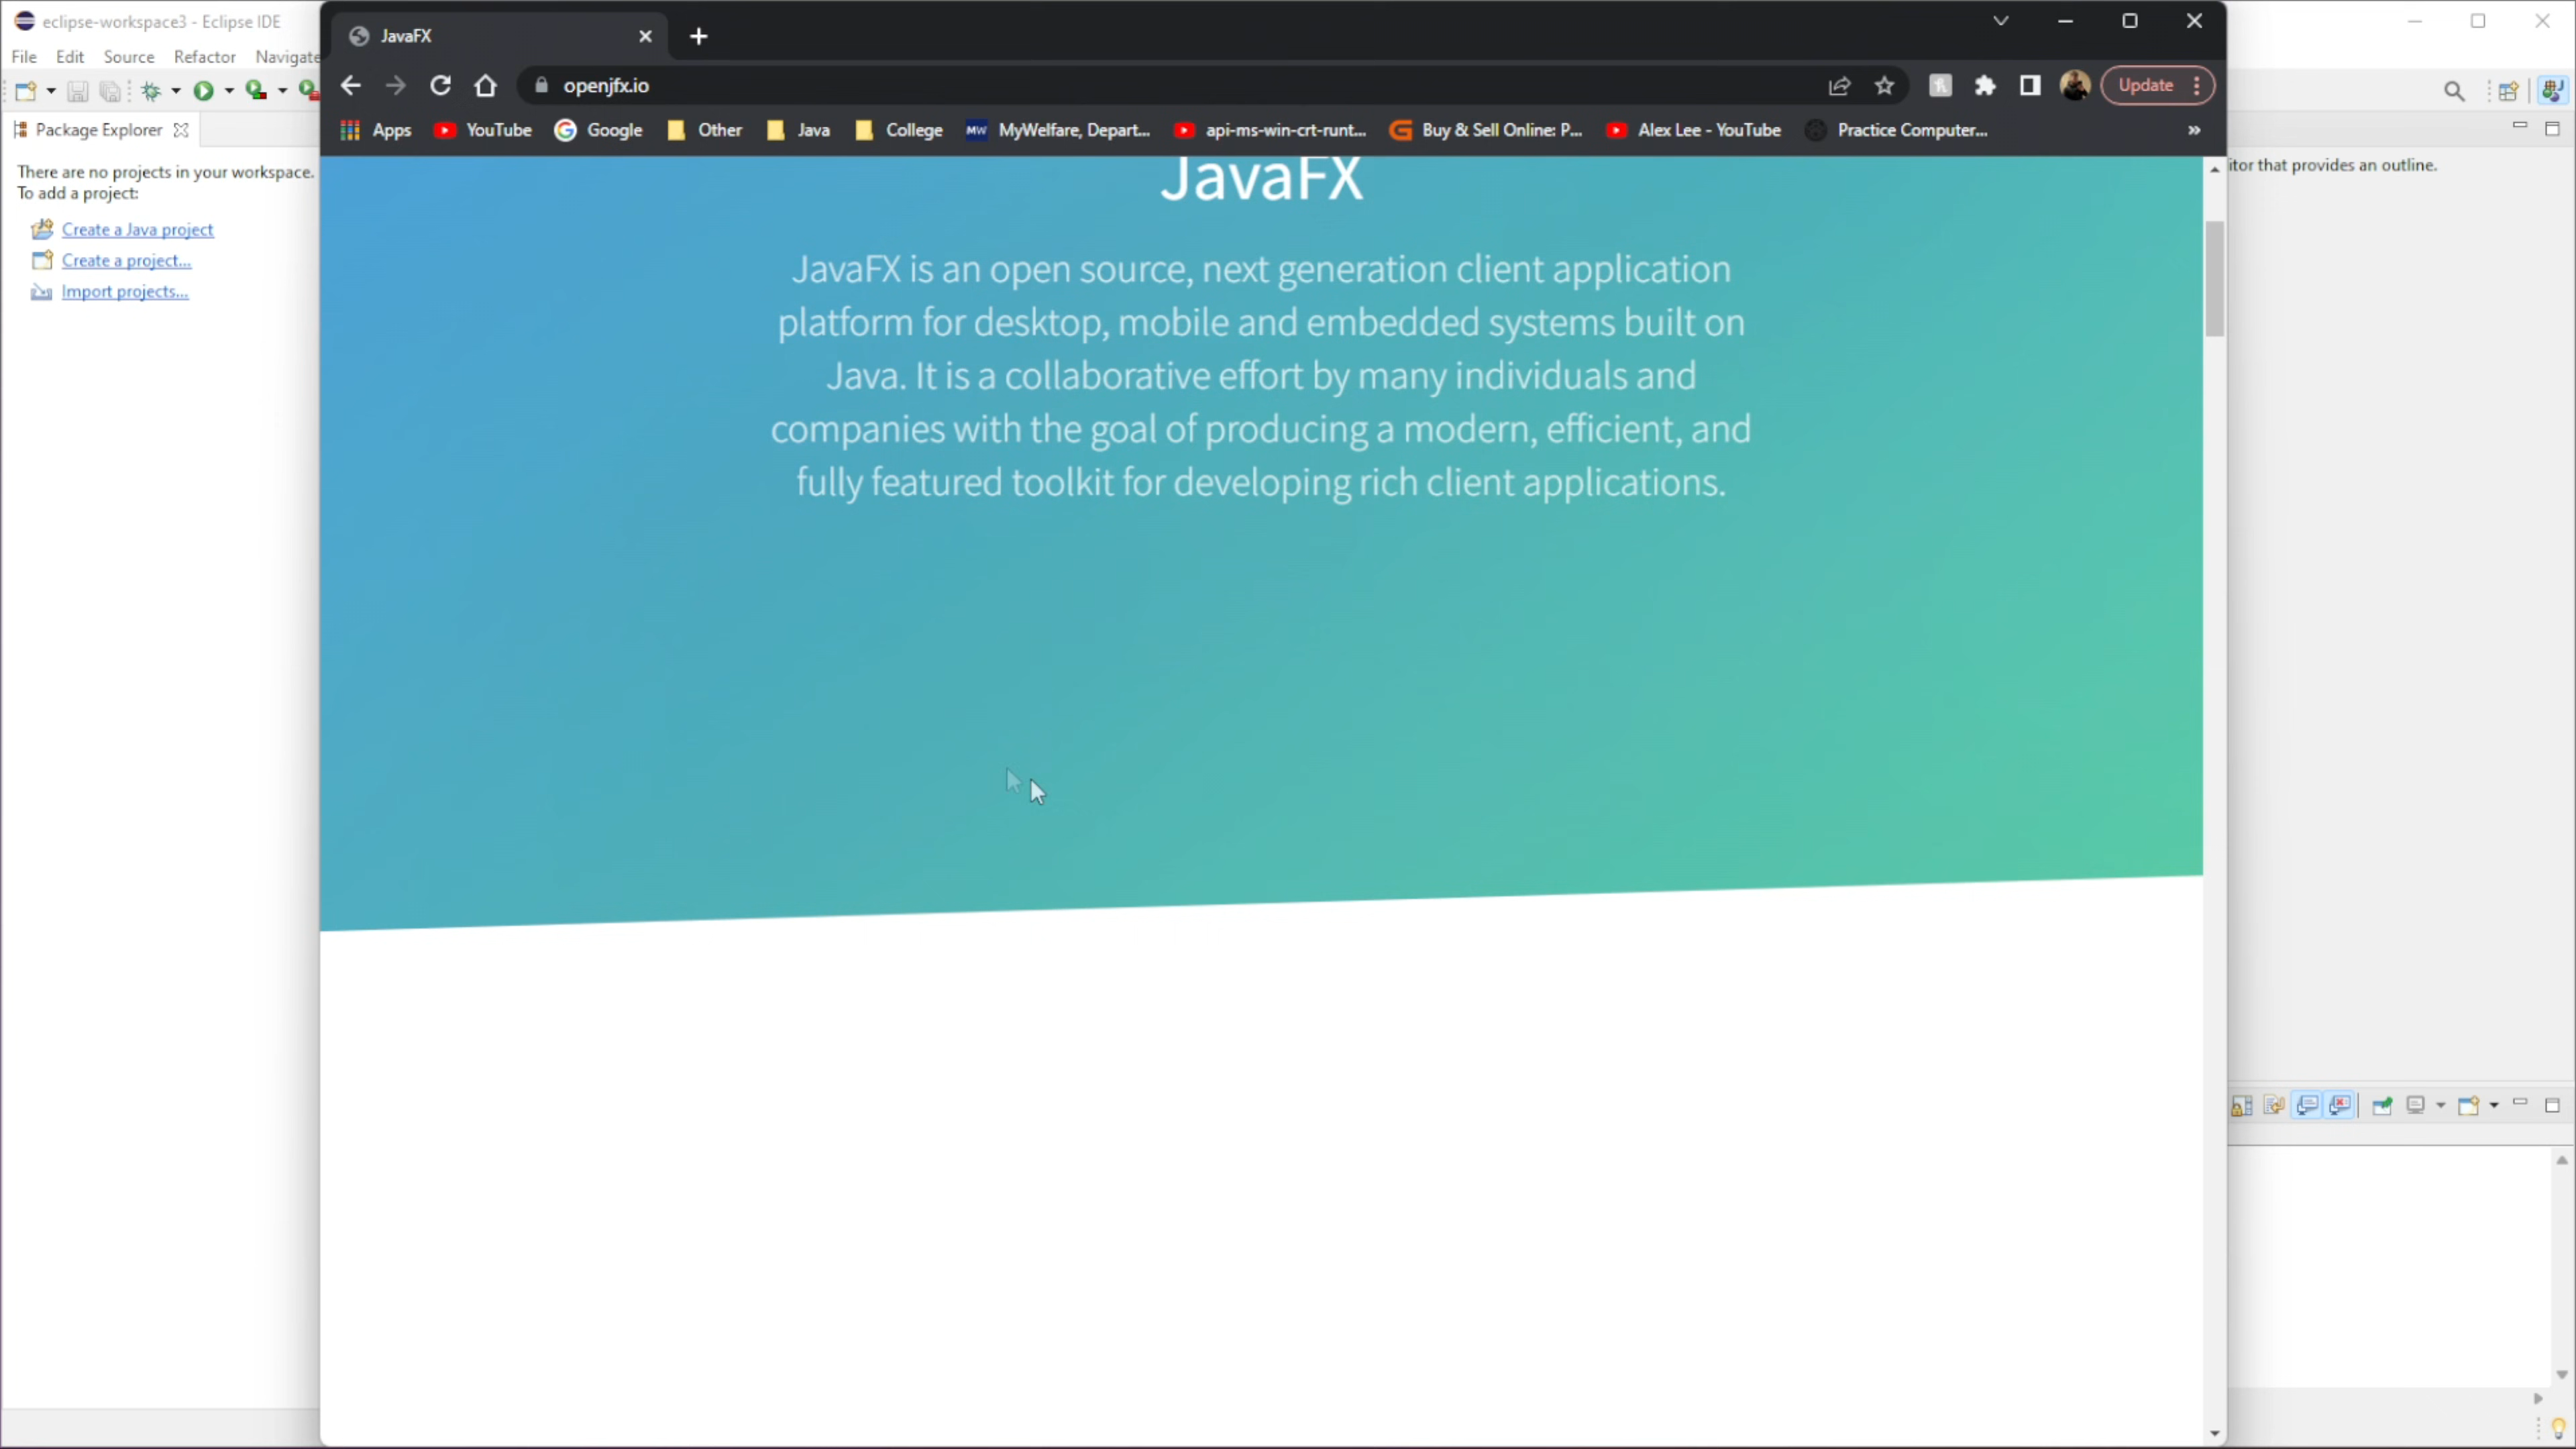 eclipse-workspace3 - Eclipse IDE
File Edit Source Refactor Navigate
Package Explorer
There are no projects in your workspace.
To add a project:
Create a Java project
Create a project...
Import projects...
JavaFX
openjfx.io
Update
Apps YouTube Google Other Java College MW MyWelfare, Depart... api-ms-win-crt-runt... Buy & Sell Online: P... Alex Lee - YouTube Practice Computer... »
JavaFX
JavaFX is an open source, next generation client application
platform for desktop, mobile and embedded systems built on
Java. It is a collaborative effort by many individuals and
companies with the goal of producing a modern, efficient, and
fully featured toolkit for developing rich client applications.
itor that provides an outline.